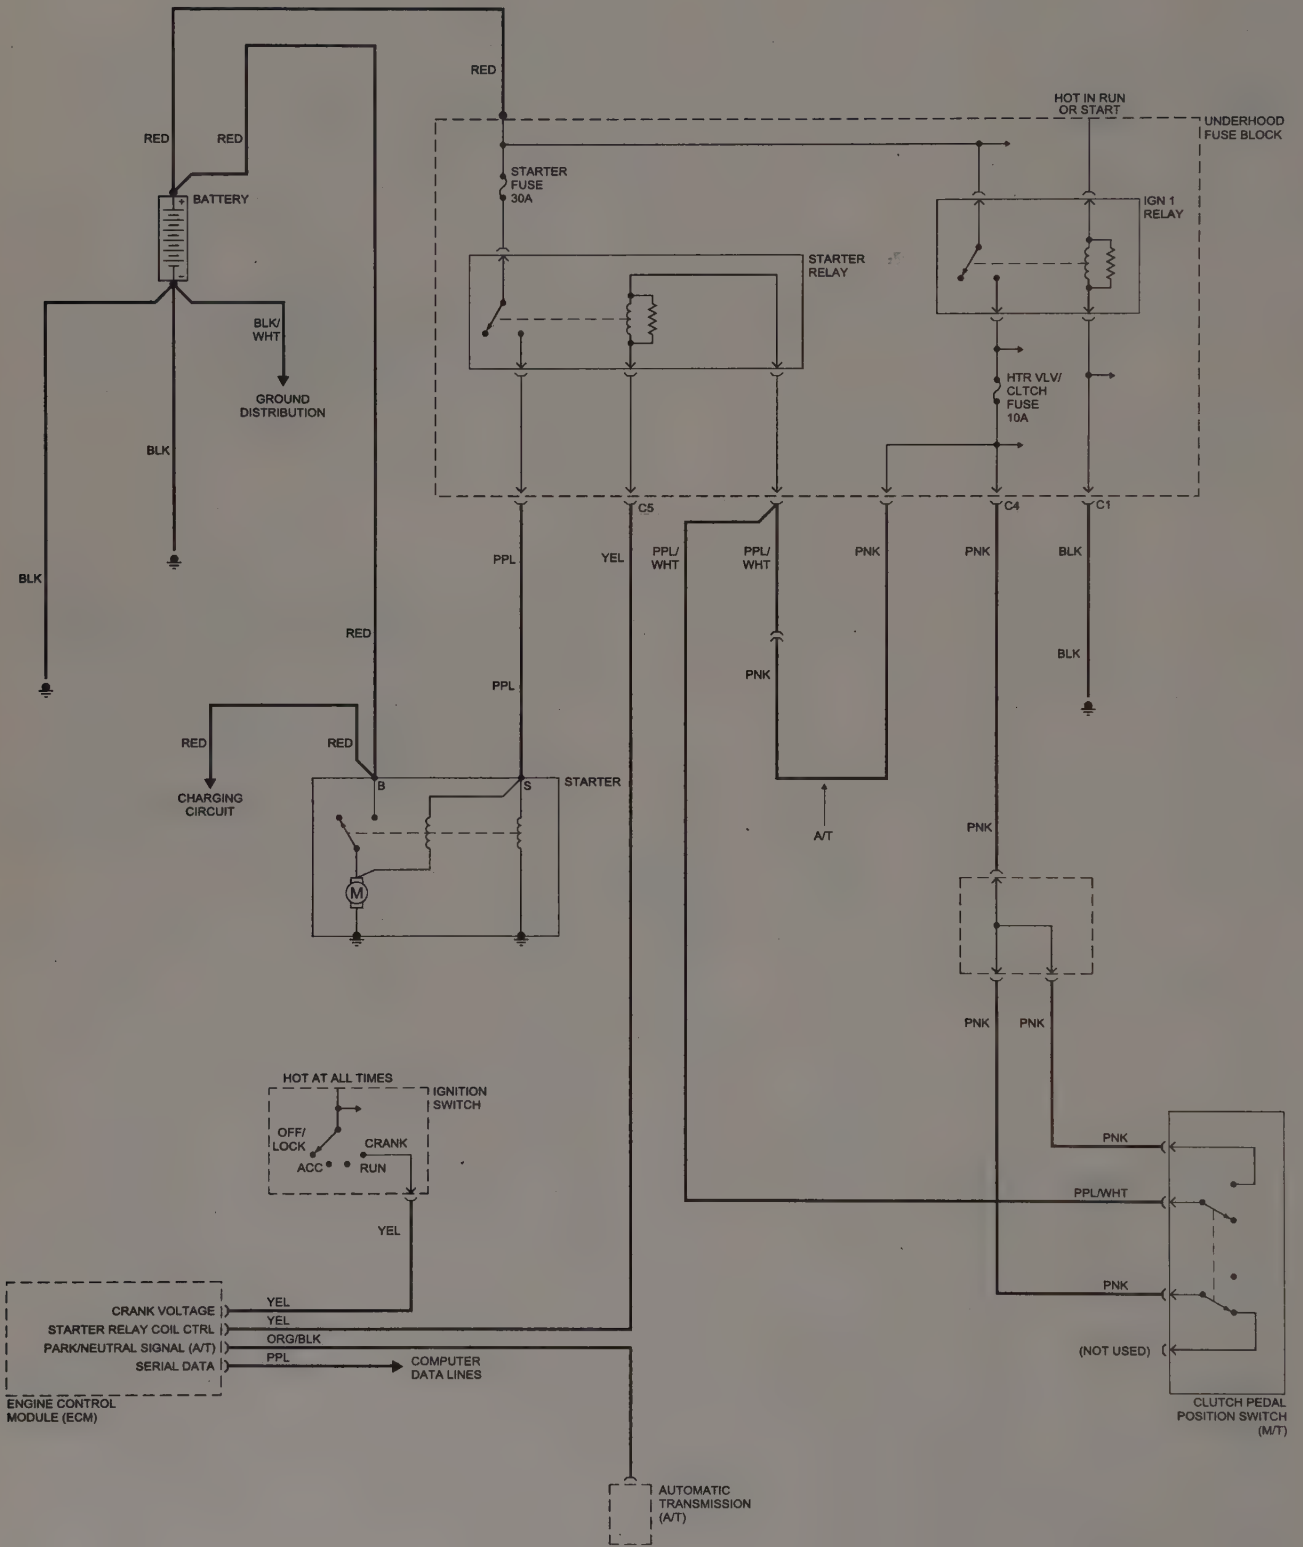 RED
HOT IN RUN
OR START
UNDERHOOD
FUSE BLOCK
RED
RED
STARTER
FUSE
30A
BATTERY
+
-
IGN 1
RELAY
STARTER
RELAY
BLK/
WHT
GROUND
DISTRIBUTION
HTR VLV/
CLTCH
FUSE
10A
BLK
C5
C4
C1
PPL
YEL
PPL/
WHT
PPL/
WHT
PNK
PNK
BLK
BLK
RED
PPL
PNK
BLK
RED
RED
CHARGING
CIRCUIT
B
S
STARTER
M
A/T
PNK
PNK
PNK
HOT AT ALL TIMES
IGNITION
SWITCH
OFF/
LOCK
CRANK
ACC
RUN
YEL
PNK
PPL/WHT
PNK
(NOT USED)
CLUTCH PEDAL
POSITION SWITCH
(M/T)
CRANK VOLTAGE
YEL
STARTER RELAY COIL CTRL
YEL
PARK/NEUTRAL SIGNAL (A/T)
ORG/BLK
SERIAL DATA
PPL
COMPUTER
DATA LINES
ENGINE CONTROL
MODULE (ECM)
AUTOMATIC
TRANSMISSION
(A/T)